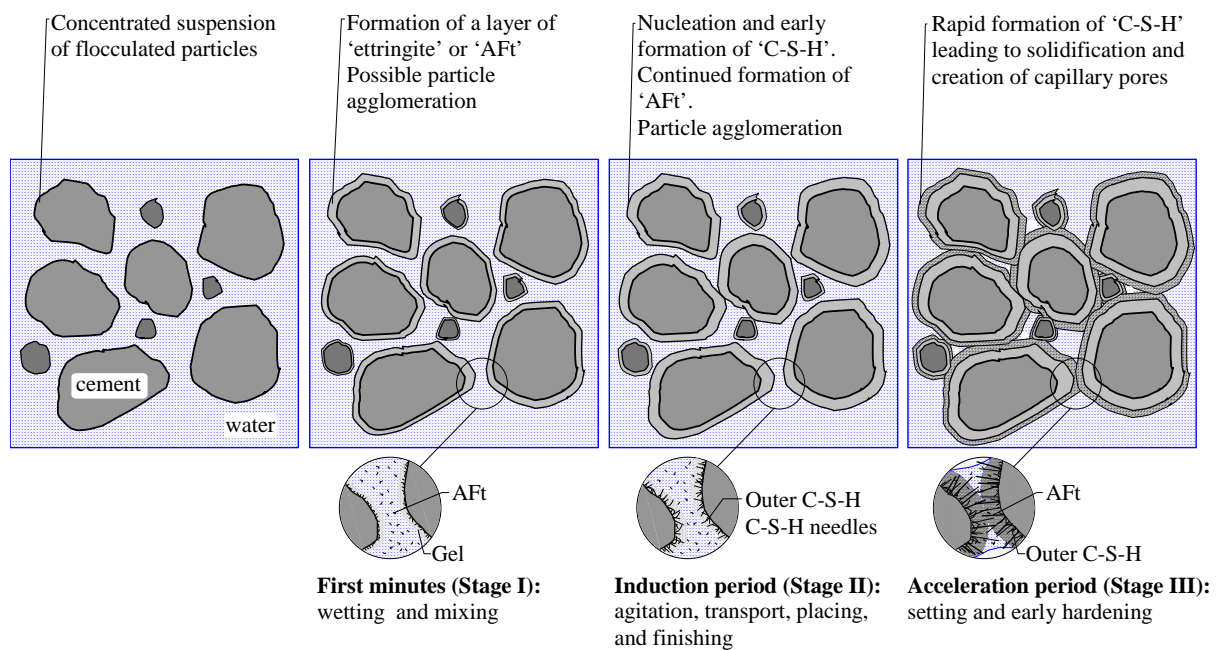 Concentrated suspension
of flocculated particles
Formation of a layer of
‘ettringite’ or ‘AFt’
Possible particle
agglomeration
Nucleation and early
formation of ‘C-S-H’.
Continued formation of
‘AFt’.
Particle agglomeration
Rapid formation of ‘C-S-H’
leading to solidification and
creation of capillary pores
cement
water
AFt
Gel
Outer C-S-H
C-S-H needles
AFt
Outer C-S-H
First minutes (Stage I):
wetting and mixing
Induction period (Stage II):
agitation, transport, placing,
and finishing
Acceleration period (Stage III):
setting and early hardening